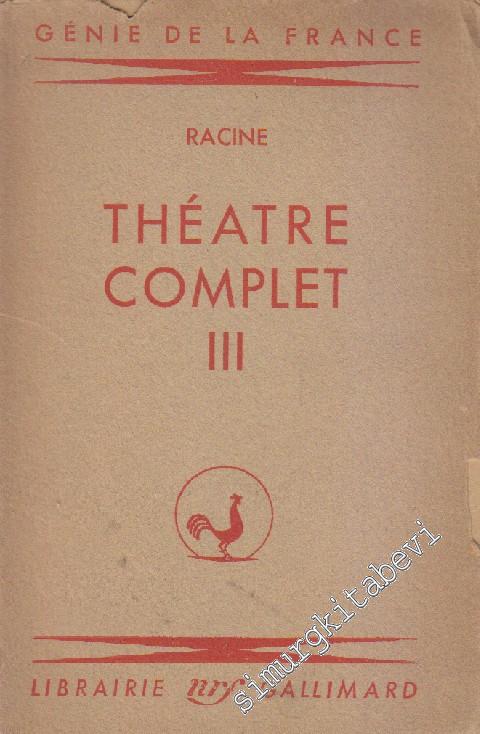 GÉNIE DE LA FRANCE
RACINE
THÉATRE
COMPLET
III
LIBRAIRIE nrf GALLIMARD
simurgkitabevi